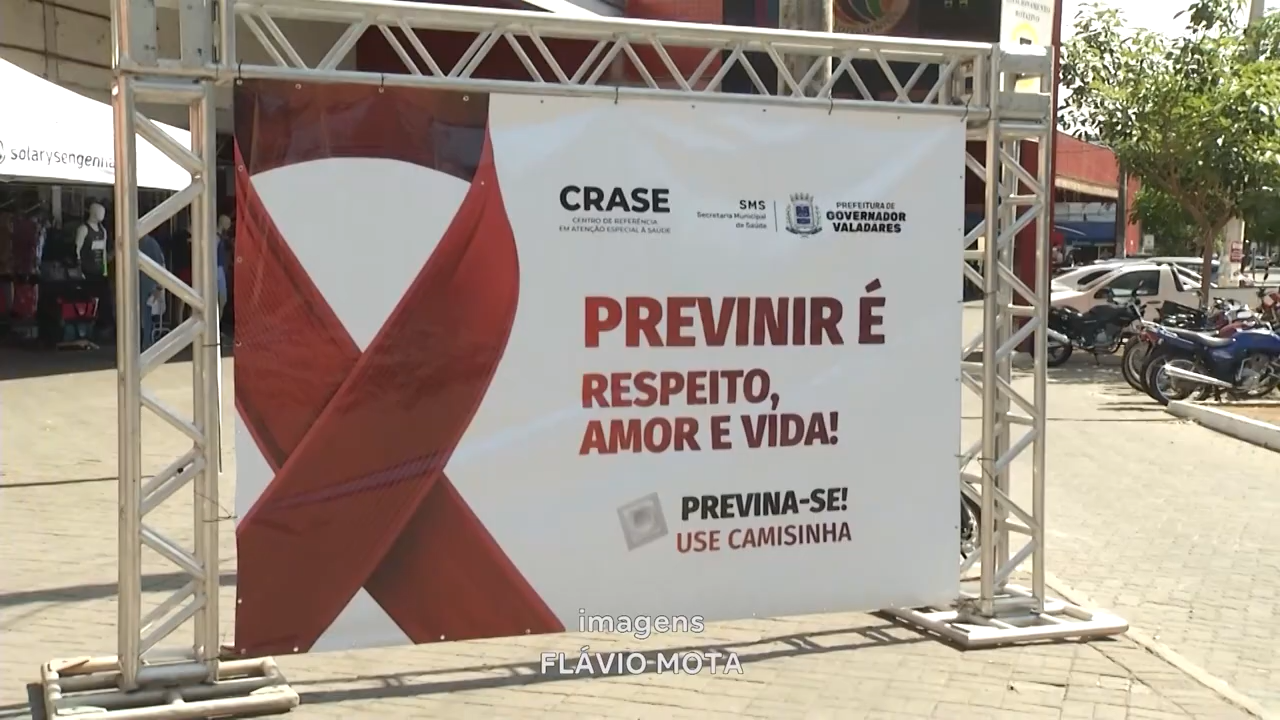 solarysengenha
CRASE
CENTRO DE REFERÊNCIA
EM ATENÇÃO ESPECIAL À SAÚDE
SMS
Secretaria Municipal
de Saúde
PREFEITURA DE
GOVERNADOR
VALADARES
PREVINIR É
RESPEITO,
AMOR E VIDA!
PREVINA-SE!
USE CAMISINHA
imagens
FLÁVIO MOTA